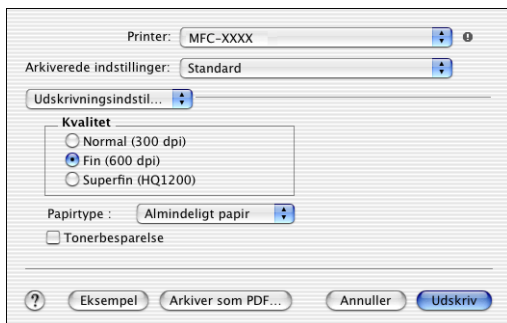 Printer: MFC-XXXX
Arkiverede indstillinger: Standard
Udskrivningsindstil...
Kvalitet
Normal (300 dpi)
Fin (600 dpi)
Superfin (HQ1200)
Papirtype : Almindeligt papir
Tonerbesparelse
? Eksempel Arkiver som PDF... Annuller Udskriv